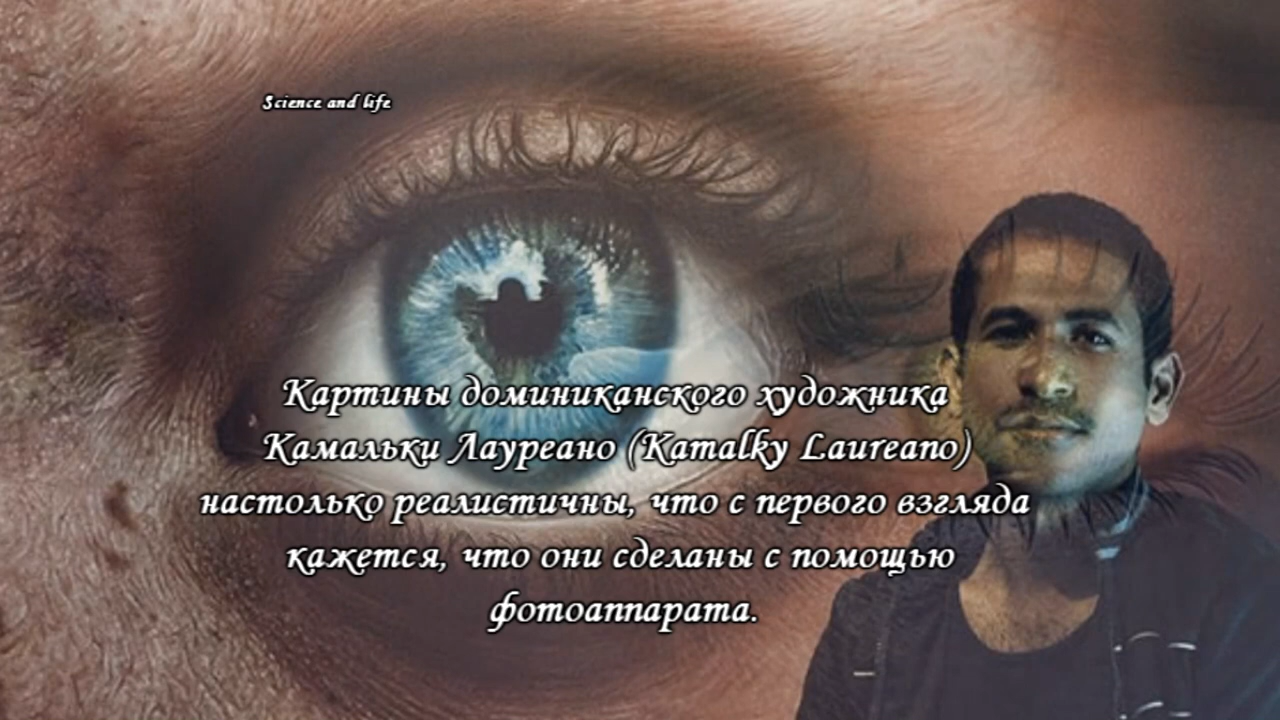 Science and life
Картины доминиканского художника
Камальки Лауреано (Kamalky Laureano)
настолько реалистичны, что с первого взгляда
кажется, что они сделаны с помощью
фотоаппарата.